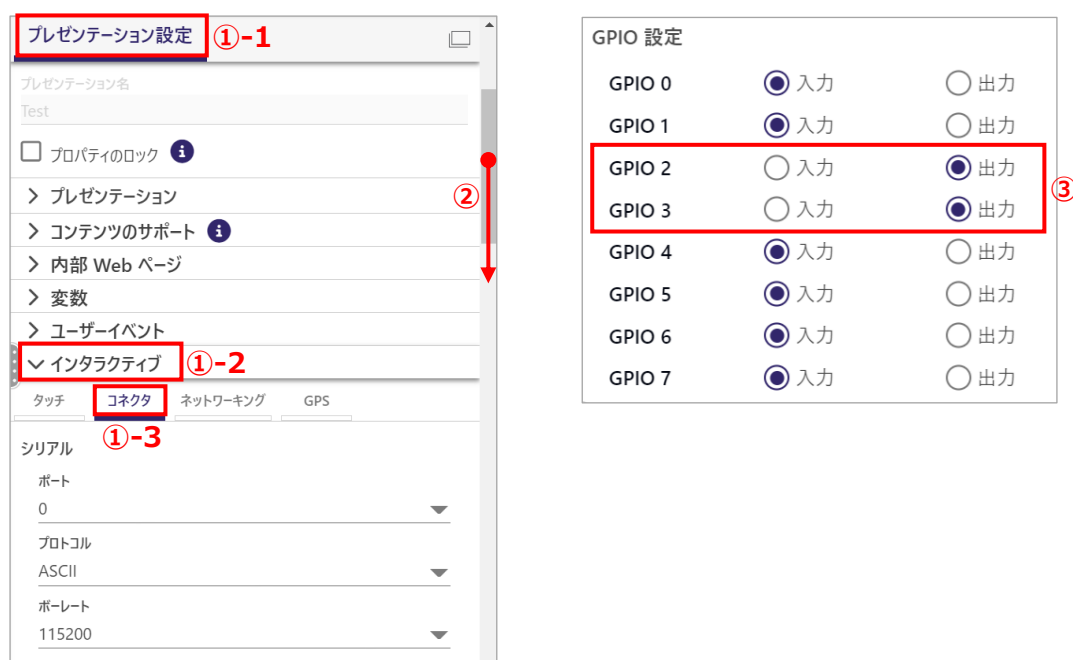 プレゼンテーション設定 ①-1
プレゼンテーション名
Test
プロパティのロック
プレゼンテーション
②
コンテンツのサポート
内部 Web ページ
変数
ユーザーイベント
インタラクティブ ①-2
タッチ コネクタ ネットワーキング GPS
①-3
シリアル
ポート
0
プロトコル
ASCII
ボーレート
115200
GPIO 設定
GPIO 0 入力 出力
GPIO 1 入力 出力
GPIO 2 入力 出力
③
GPIO 3 入力 出力
GPIO 4 入力 出力
GPIO 5 入力 出力
GPIO 6 入力 出力
GPIO 7 入力 出力